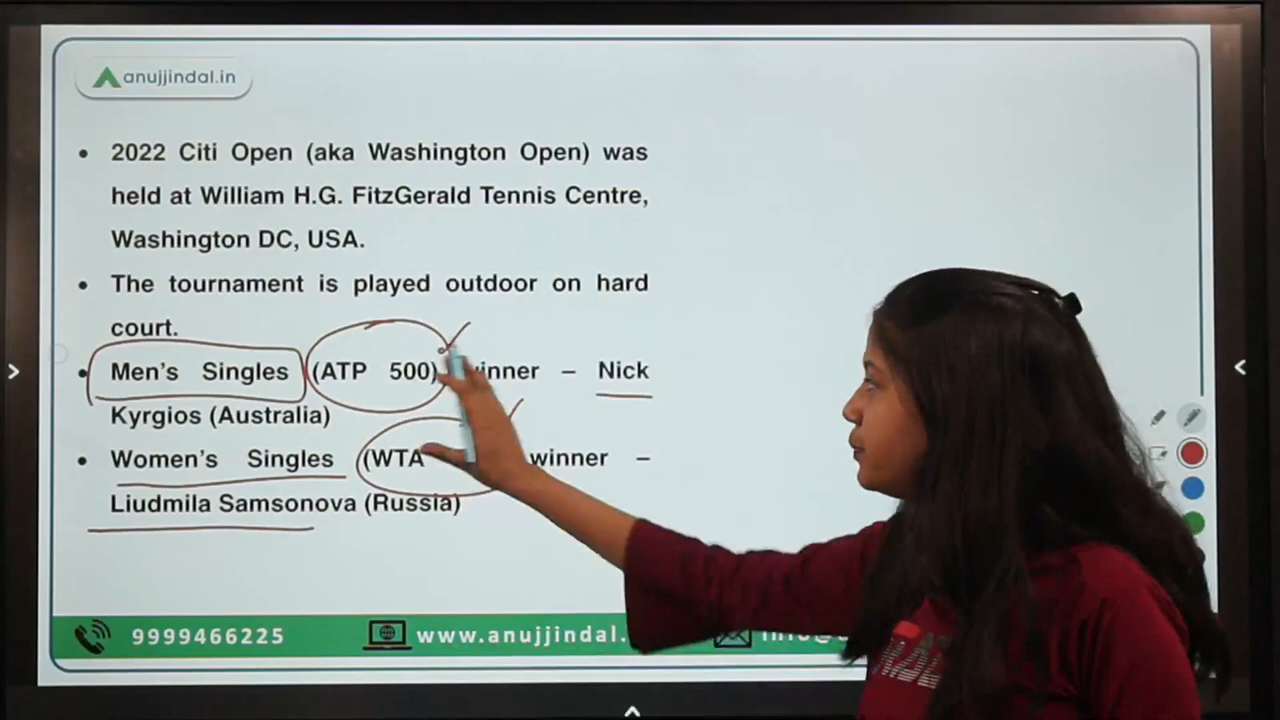 anujjindal.in
• 2022 Citi Open (aka Washington Open) was
held at William H.G. FitzGerald Tennis Centre,
Washington DC, USA.
• The tournament is played outdoor on hard
court.
• Men's Singles (ATP 500) winner – Nick
Kyrgios (Australia)
• Women's Singles (WTA winner –
Liudmila Samsonova (Russia)
9999466225 www.anujjindal.